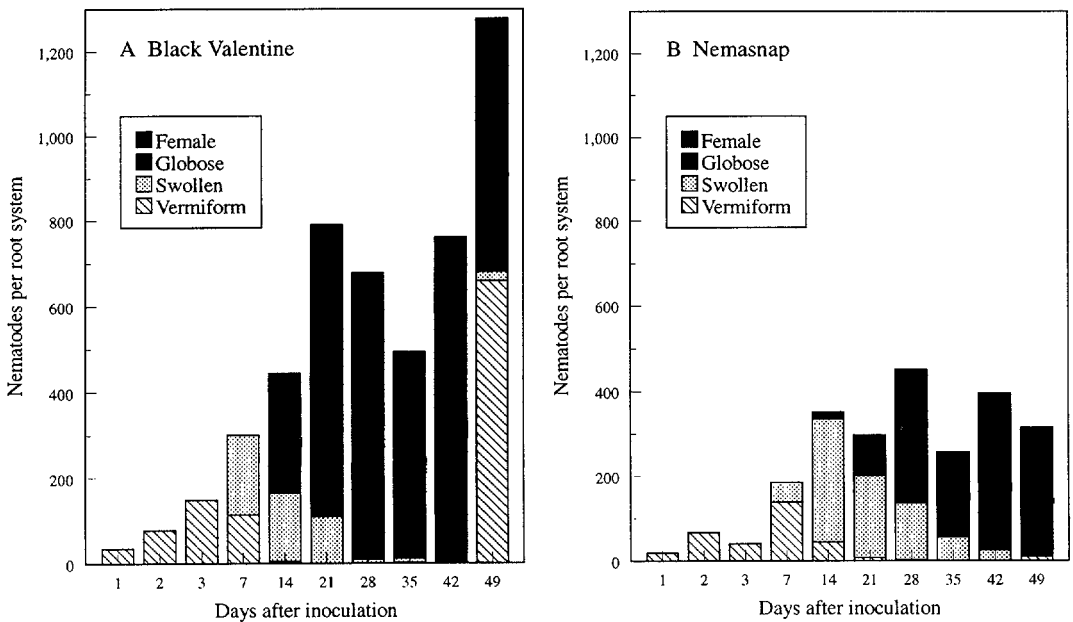 A Black Valentine
Female
Globose
Swollen
Vermiform
1,200
1,000
800
600
400
200
0
Nematodes per root system
1 2 3 7 14 21 28 35 42 49
Days after inoculation
B Nemasnap
Female
Globose
Swollen
Vermiform
1,200
1,000
800
600
400
200
0
Nematodes per root system
1 2 3 7 14 21 28 35 42 49
Days after inoculation